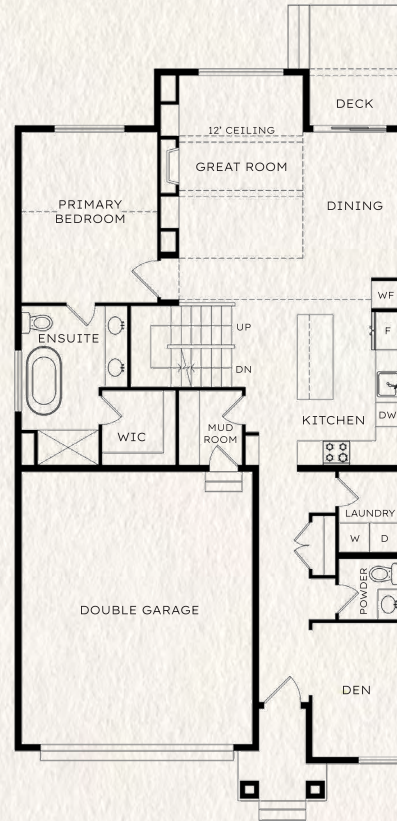 DECK
12' CEILING
GREAT ROOM
PRIMARY
BEDROOM
DINING
WF
UP
F
ENSUITE
DN
DW
KITCHEN
WIC
MUD
ROOM
LAUNDRY
W
D
POWDER
DOUBLE GARAGE
DEN